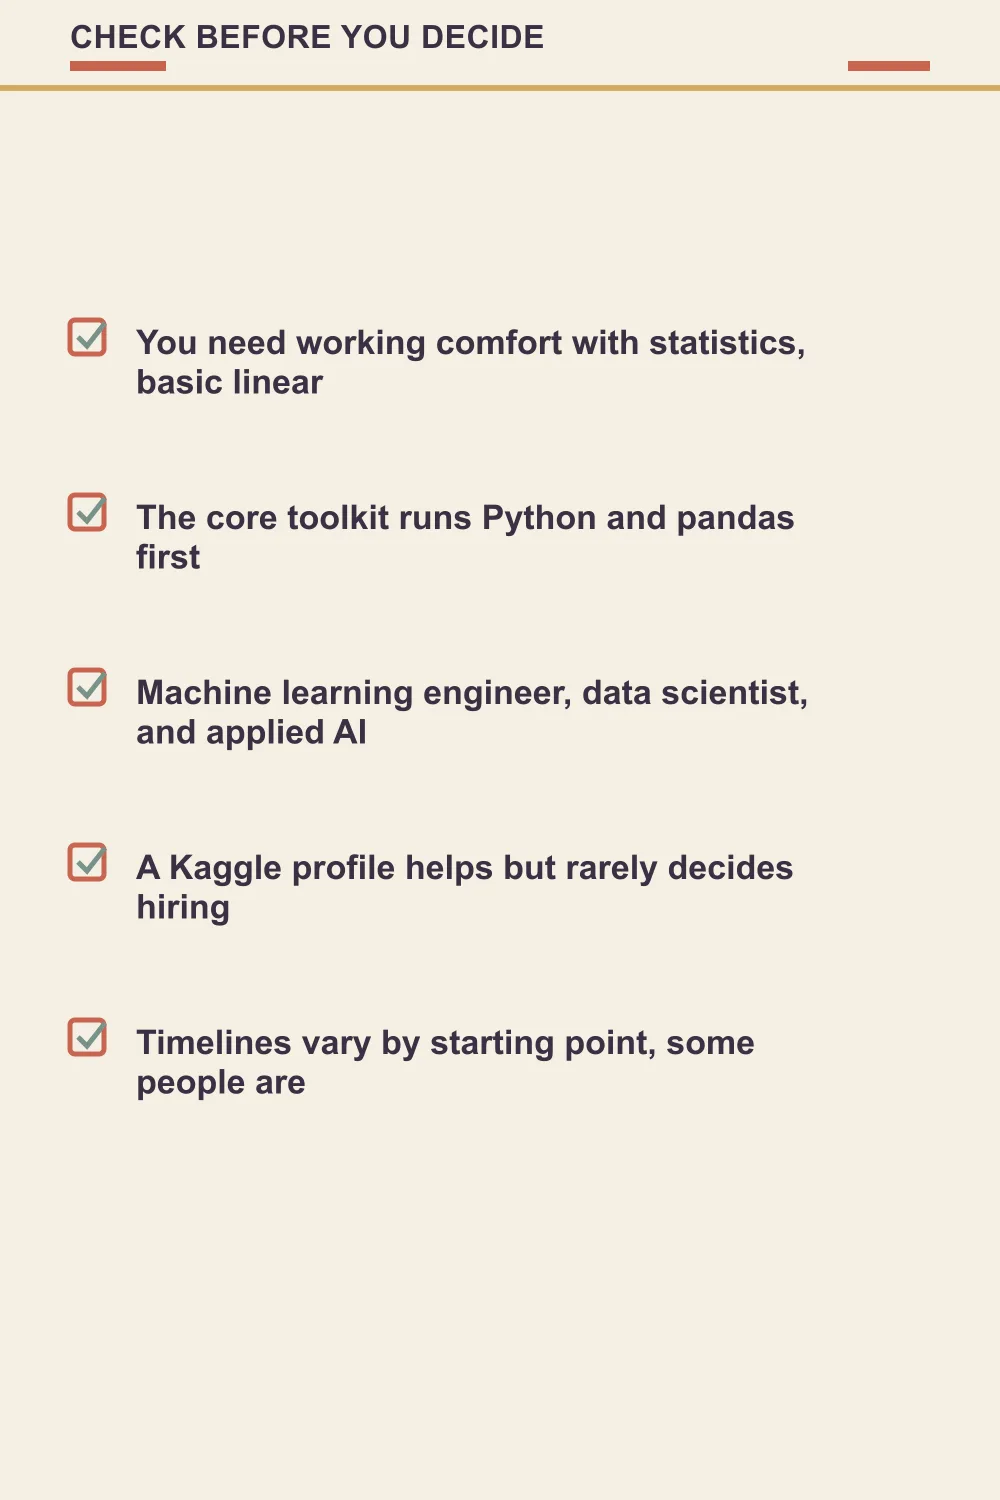 CHECK BEFORE YOU DECIDE
You need working comfort with statistics,
basic linear
The core toolkit runs Python and pandas
first
Machine learning engineer, data scientist,
and applied AI
A Kaggle profile helps but rarely decides
hiring
Timelines vary by starting point, some
people are